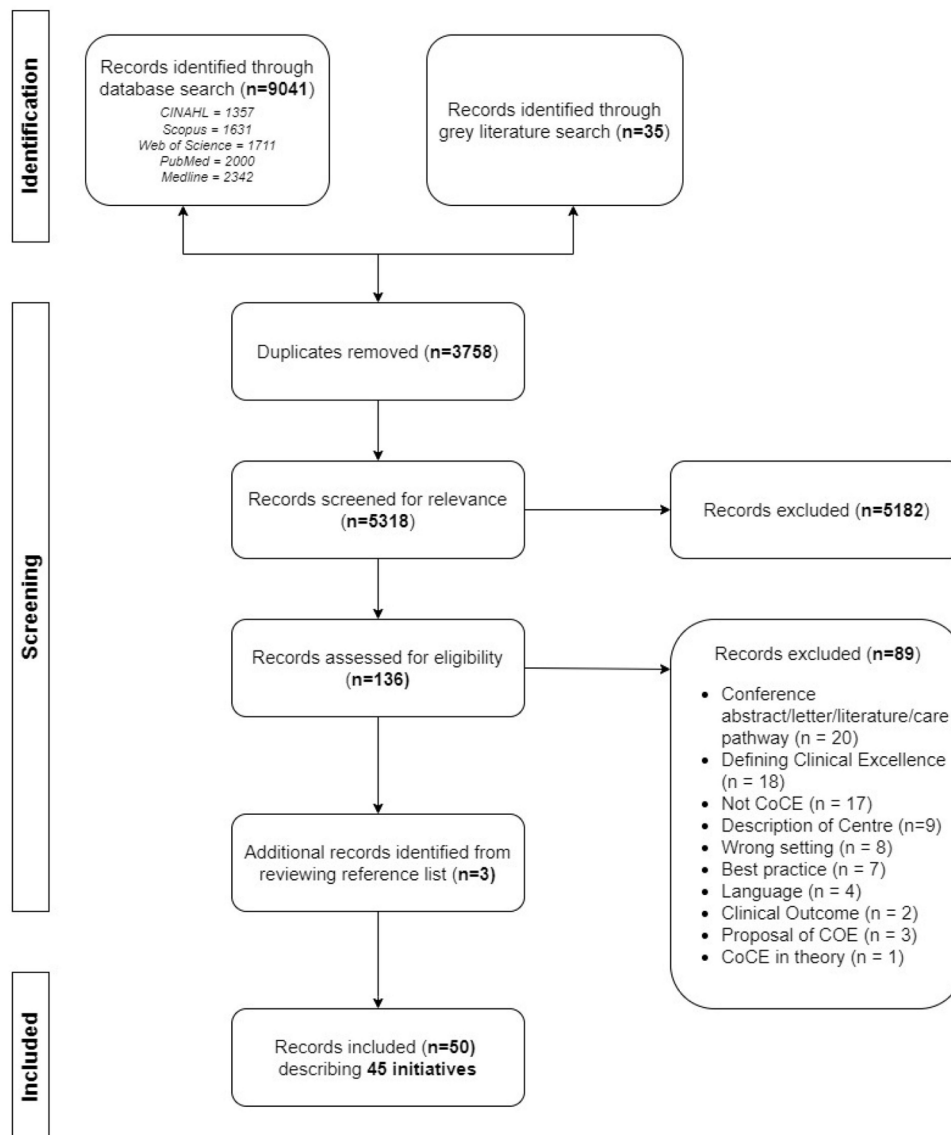 Identification
Records identified through
database search (n=9041)
CINAHL = 1357
Scopus = 1631
Web of Science = 1711
PubMed = 2000
Medline = 2342
Records identified through
grey literature search (n=35)
Screening
Duplicates removed (n=3758)
Records screened for relevance
(n=5318)
Records excluded (n=5182)
Records assessed for eligibility
(n=136)
Records excluded (n=89)
• Conference
abstract/letter/literature/care
pathway (n = 20)
• Defining Clinical Excellence
(n = 18)
• Not CoCE (n = 17)
• Description of Centre (n=9)
• Wrong setting (n = 8)
• Best practice (n = 7)
• Language (n = 4)
• Clinical Outcome (n = 2)
• Proposal of COE (n = 3)
• CoCE in theory (n = 1)
Additional records identified from
reviewing reference list (n=3)
Included
Records included (n=50)
describing 45 initiatives